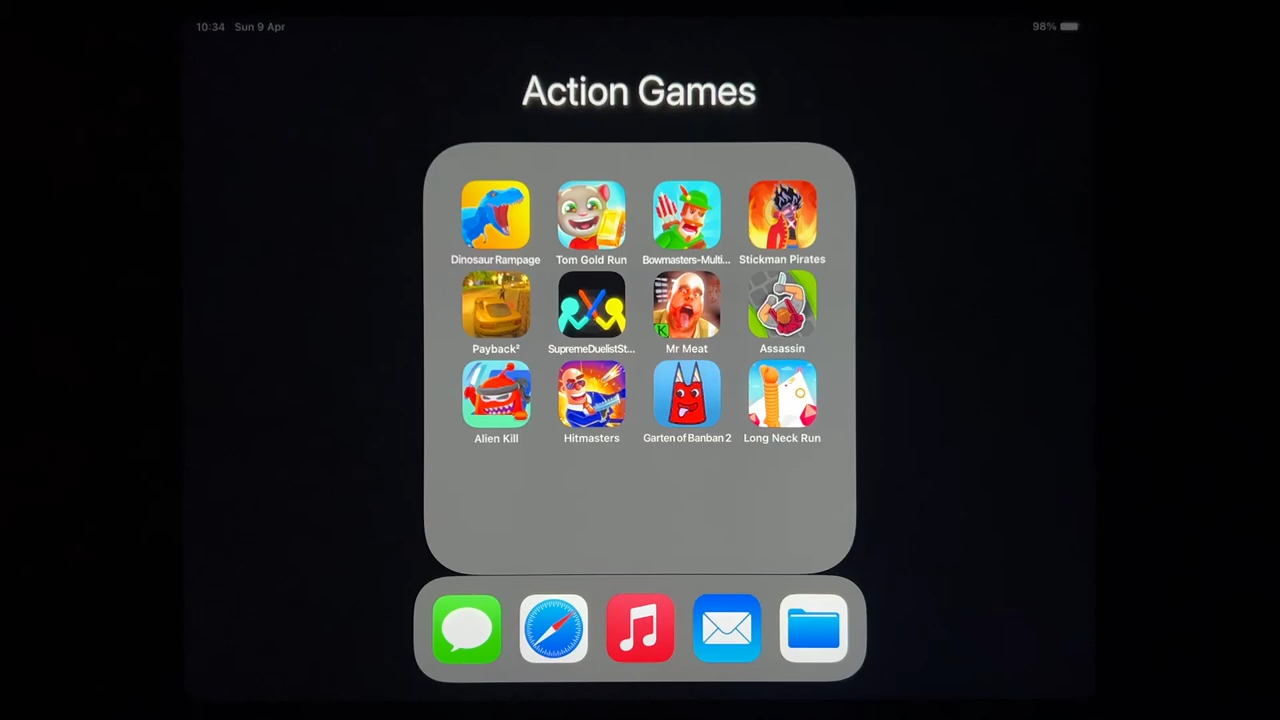 10:34 Sun 9 Apr 98%
Action Games
Dinosaur Rampage Tom Gold Run Bowmasters-Multi... Stickman Pirates
K
Payback² SupremeDuelistSt... Mr Meat Assassin
Alien Kill Hitmasters Garten of Banban 2 Long Neck Run